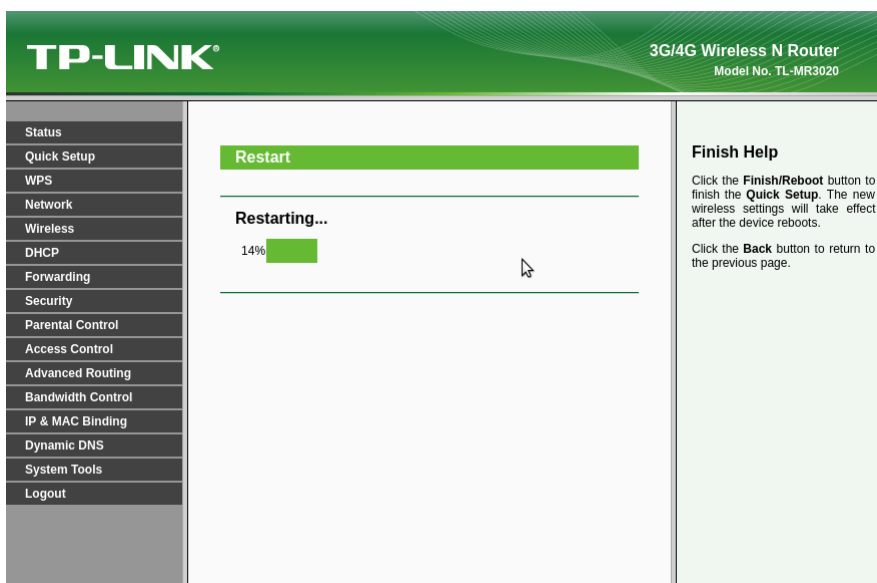 TP-LINK®
3G/4G Wireless N Router
Model No. TL-MR3020
Status
Quick Setup
WPS
Network
Wireless
DHCP
Forwarding
Security
Parental Control
Access Control
Advanced Routing
Bandwidth Control
IP & MAC Binding
Dynamic DNS
System Tools
Logout
Restart
Restarting...
14%
Finish Help
Click the Finish/Reboot button to
finish the Quick Setup. The new
wireless settings will take effect
after the device reboots.
Click the Back button to return to
the previous page.